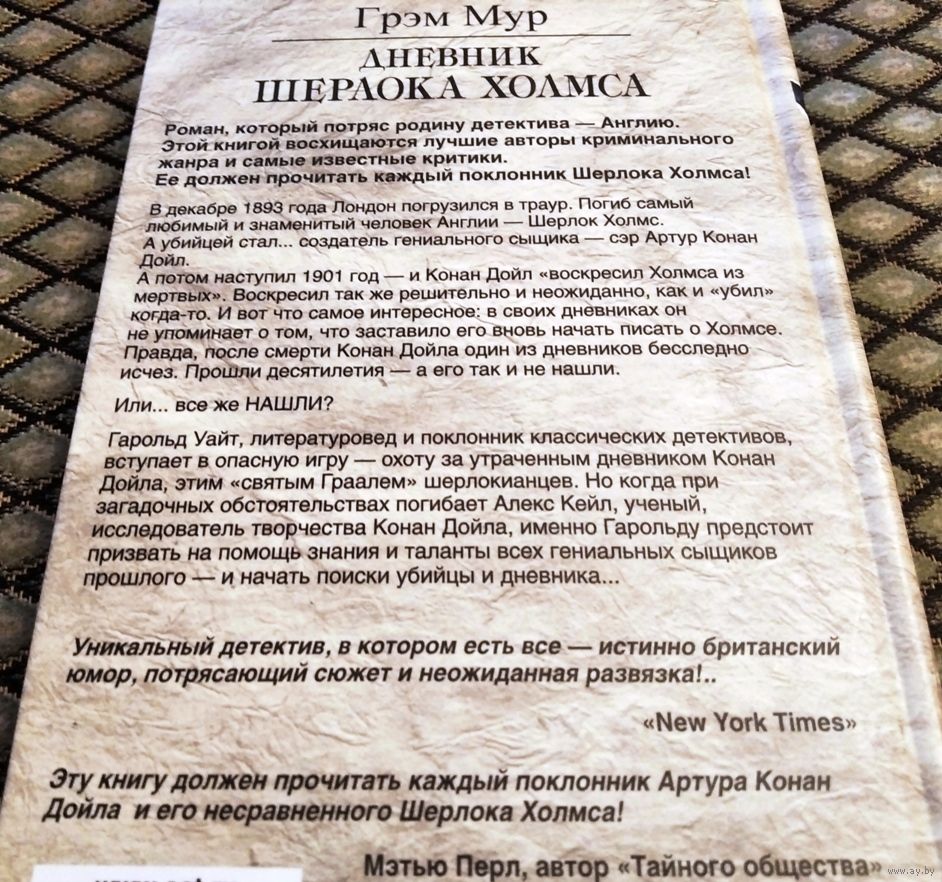 Грэм Мур
ДНЕВНИК
ШЕРЛОКА ХОЛМСА
Роман, который потряс родину детектива — Англию.
Этой книгой восхищаются лучшие авторы криминального
жанра и самые известные критики.
Ее должен прочитать каждый поклонник Шерлока Холмса!
В декабре 1893 года Лондон погрузился в траур. Погиб самый
любимый и знаменитый человек Англии — Шерлок Холмс.
А убийцей стал... создатель гениального сыщика — сэр Артур Конан
Дойл.
А потом наступил 1901 год — и Конан Дойл «воскресил Холмса из
мертвых». Воскресил так же решительно и неожиданно, как и «убил»
когда-то. И вот что самое интересное: в своих дневниках он
не упоминает о том, что заставило его вновь начать писать о Холмсе.
Правда, после смерти Конан Дойла один из дневников бесследно
исчез. Прошли десятилетия — а его так и не нашли.
Или... все же НАШЛИ?
Гарольд Уайт, литературовед и поклонник классических детективов,
вступает в опасную игру — охоту за утраченным дневником Конан
Дойла, этим «святым Граалем» шерлокианцев. Но когда при
загадочных обстоятельствах погибает Алекс Кейл, ученый,
исследователь творчества Конан Дойла, именно Гарольду предстоит
призвать на помощь знания и таланты всех гениальных сыщиков
прошлого — и начать поиски убийцы и дневника...
Уникальный детектив, в котором есть все — истинно британский
юмор, потрясающий сюжет и неожиданная развязка!..
«New York Times»
Эту книгу должен прочитать каждый поклонник Артура Конан
Дойла и его несравненного Шерлока Холмса!
Мэтью Перл, автор «Тайного общества»
www.ay.by